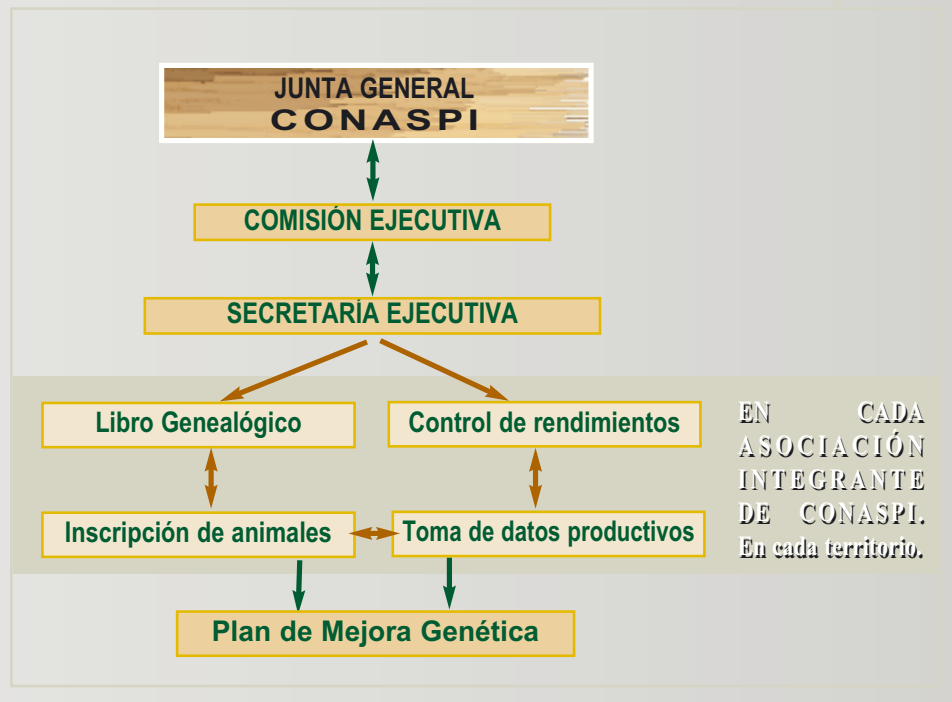 JUNTA GENERAL
CONASPI
COMISIÓN EJECUTIVA
SECRETARÍA EJECUTIVA
Libro Genealógico
Control de rendimientos
Inscripción de animales
Toma de datos productivos
EN CADA
ASOCIACIÓN
INTEGRANTE
DE CONASPI.
En cada territorio.
Plan de Mejora Genética